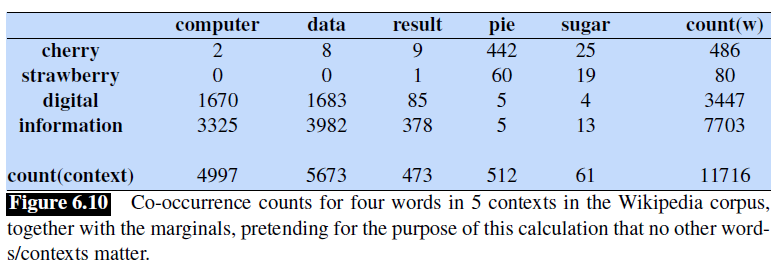 computer data result pie sugar count(w)
cherry 2 8 9 442 25 486
strawberry 0 0 1 60 19 80
digital 1670 1683 85 5 4 3447
information 3325 3982 378 5 13 7703
count(context) 4997 5673 473 512 61 11716
Figure 6.10 Co-occurrence counts for four words in 5 contexts in the Wikipedia corpus,
together with the marginals, pretending for the purpose of this calculation that no other word-
s/contexts matter.